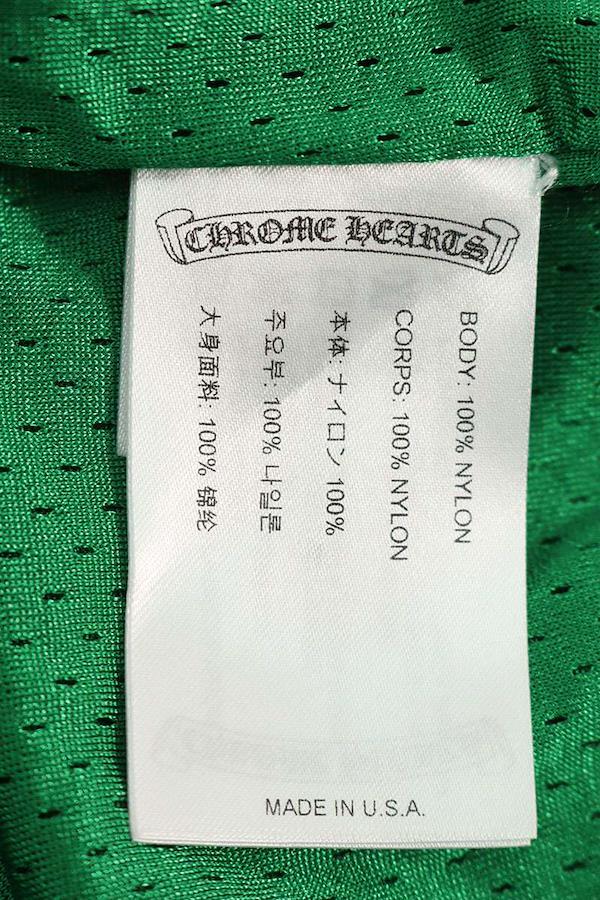 CHROME HEARTS
BODY: 100% NYLON
CORPS: 100% NYLON
本体: ナイロン 100%
주요부: 100% 나일론
大身面料: 100% 锦纶
MADE IN U.S.A.